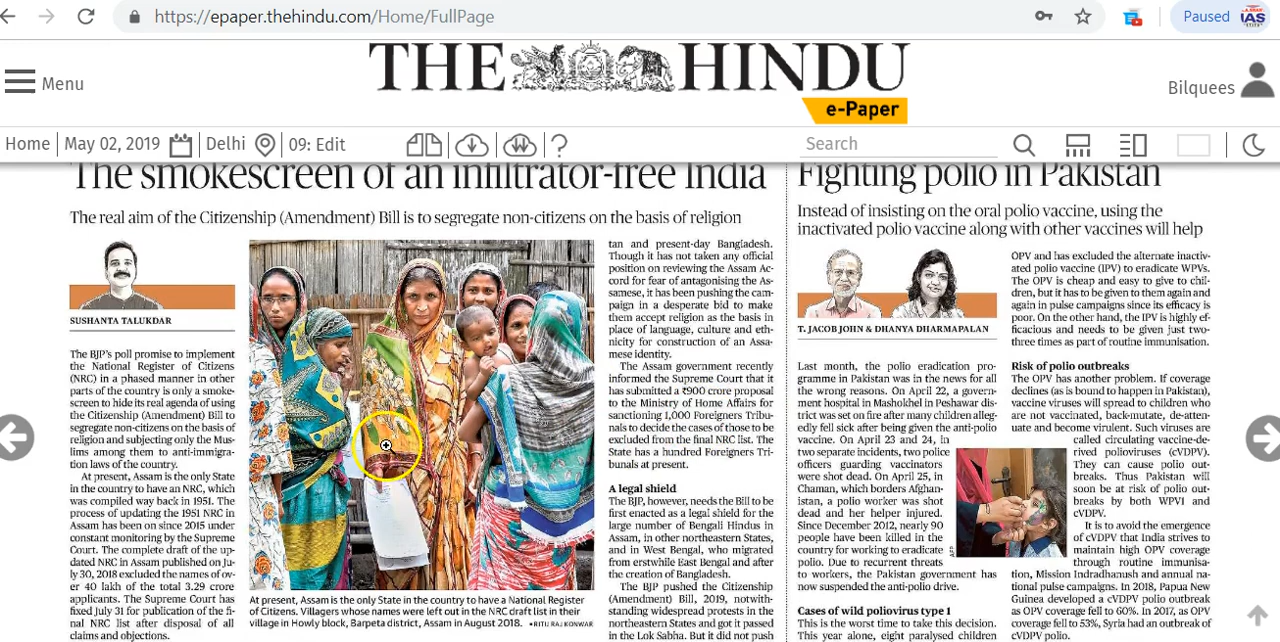 https://epaper.thehindu.com/Home/FullPage
Paused
IAS
Menu
THE HINDU
e-Paper
Bilquees
Home
May 02, 2019
Delhi
09: Edit
?
Search
The smokescreen of an infiltrator-free India
The real aim of the Citizenship (Amendment) Bill is to segregate non-citizens on the basis of religion
SUSHANTA TALUKDAR
The BJP's poll promise to implement
the National Register of Citizens
(NRC) in a phased manner in other
parts of the country is only a smoke-
screen to hide its real agenda of using
the Citizenship (Amendment) Bill to
segregate non-citizens on the basis of
religion and subjecting only the Mus-
lims among them to anti-immigra-
tion laws of the country.
At present, Assam is the only State
in the country to have an NRC, which
was compiled way back in 1951. The
process of updating the 1951 NRC in
Assam has been on since 2015 under
constant monitoring by the Supreme
Court. The complete draft of the up-
dated NRC in Assam published on Ju-
ly 30, 2018 excluded the names of ov-
er 40 lakh of the total 3.29 crore
applicants. The Supreme Court has
fixed July 31 for publication of the fi-
nal NRC list after disposal of all
claims and objections.
At present, Assam is the only State in the country to have a National Register
of Citizens. Villagers whose names were left out in the NRC draft list in their
village in Howly block, Barpeta district, Assam in August 2018. •RITU RAJ KONWAR
tan and present-day Bangladesh.
Though it has not taken any official
position on reviewing the Assam Ac-
cord for fear of antagonising the As-
samese, it has been pushing the cam-
paign in a desperate bid to make
them accept religion as the basis in
place of language, culture and eth-
nicity for construction of an Assa-
mese identity.
The Assam government recently
informed the Supreme Court that it
has submitted a ₹900 crore proposal
to the Ministry of Home Affairs for
sanctioning 1,000 Foreigners Tribu-
nals to decide the cases of those to be
excluded from the final NRC list. The
State has a hundred Foreigners Tri-
bunals at present.
A legal shield
The BJP, however, needs the Bill to be
first enacted as a legal shield for the
large number of Bengali Hindus in
Assam, in other northeastern States,
and in West Bengal, who migrated
from erstwhile East Bengal and after
the creation of Bangladesh.
The BJP pushed the Citizenship
(Amendment) Bill, 2019, notwith-
standing widespread protests in the
northeastern States and got it passed
in the Lok Sabha. But it did not push
Fighting polio in Pakistan
Instead of insisting on the oral polio vaccine, using the
inactivated polio vaccine along with other vaccines will help
T. JACOB JOHN & DHANYA DHARMAPALAN
Last month, the polio eradication pro-
gramme in Pakistan was in the news for all
the wrong reasons. On April 22, a govern-
ment hospital in Mashokhel in Peshawar dis-
trict was set on fire after many children alleg-
edly fell sick after being given the anti-polio
vaccine. On April 23 and 24, in
two separate incidents, two police
officers guarding vaccinators
were shot dead. On April 25, in
Chaman, which borders Afghan-
istan, a polio worker was shot
dead and her helper injured.
Since December 2012, nearly 90
people have been killed in the
country for working to eradicate
polio. Due to recurrent threats
to workers, the Pakistan government has
now suspended the anti-polio drive.
Cases of wild poliovirus type 1
This is the worst time to take this decision.
This year alone, eight paralysed children
OPV and has excluded the alternate inactiv-
ated polio vaccine (IPV) to eradicate WPVs.
The OPV is cheap and easy to give to chil-
dren, but it has to be given to them again and
again in pulse campaigns since its efficacy is
poor. On the other hand, the IPV is highly ef-
ficacious and needs to be given just two-
three times as part of routine immunisation.
Risk of polio outbreaks
The OPV has another problem. If coverage
declines (as is bound to happen in Pakistan),
vaccine viruses will spread to children who
are not vaccinated, back-mutate, de-atten-
uate and become virulent. Such viruses are
called circulating vaccine-de-
rived polioviruses (cVDPV).
They can cause polio out-
breaks. Thus Pakistan will
soon be at risk of polio out-
breaks by both WPV1 and
cVDPV.
It is to avoid the emergence
of cVDPV that India strives to
maintain high OPV coverage
through routine immunisa-
tion, Mission Indradhanush and annual na-
tional pulse campaigns. In 2018, Papua New
Guinea developed a cVDPV polio outbreak
as OPV coverage fell to 60%. In 2017, as OPV
coverage fell to 53%, Syria had an outbreak of
cVDPV polio.